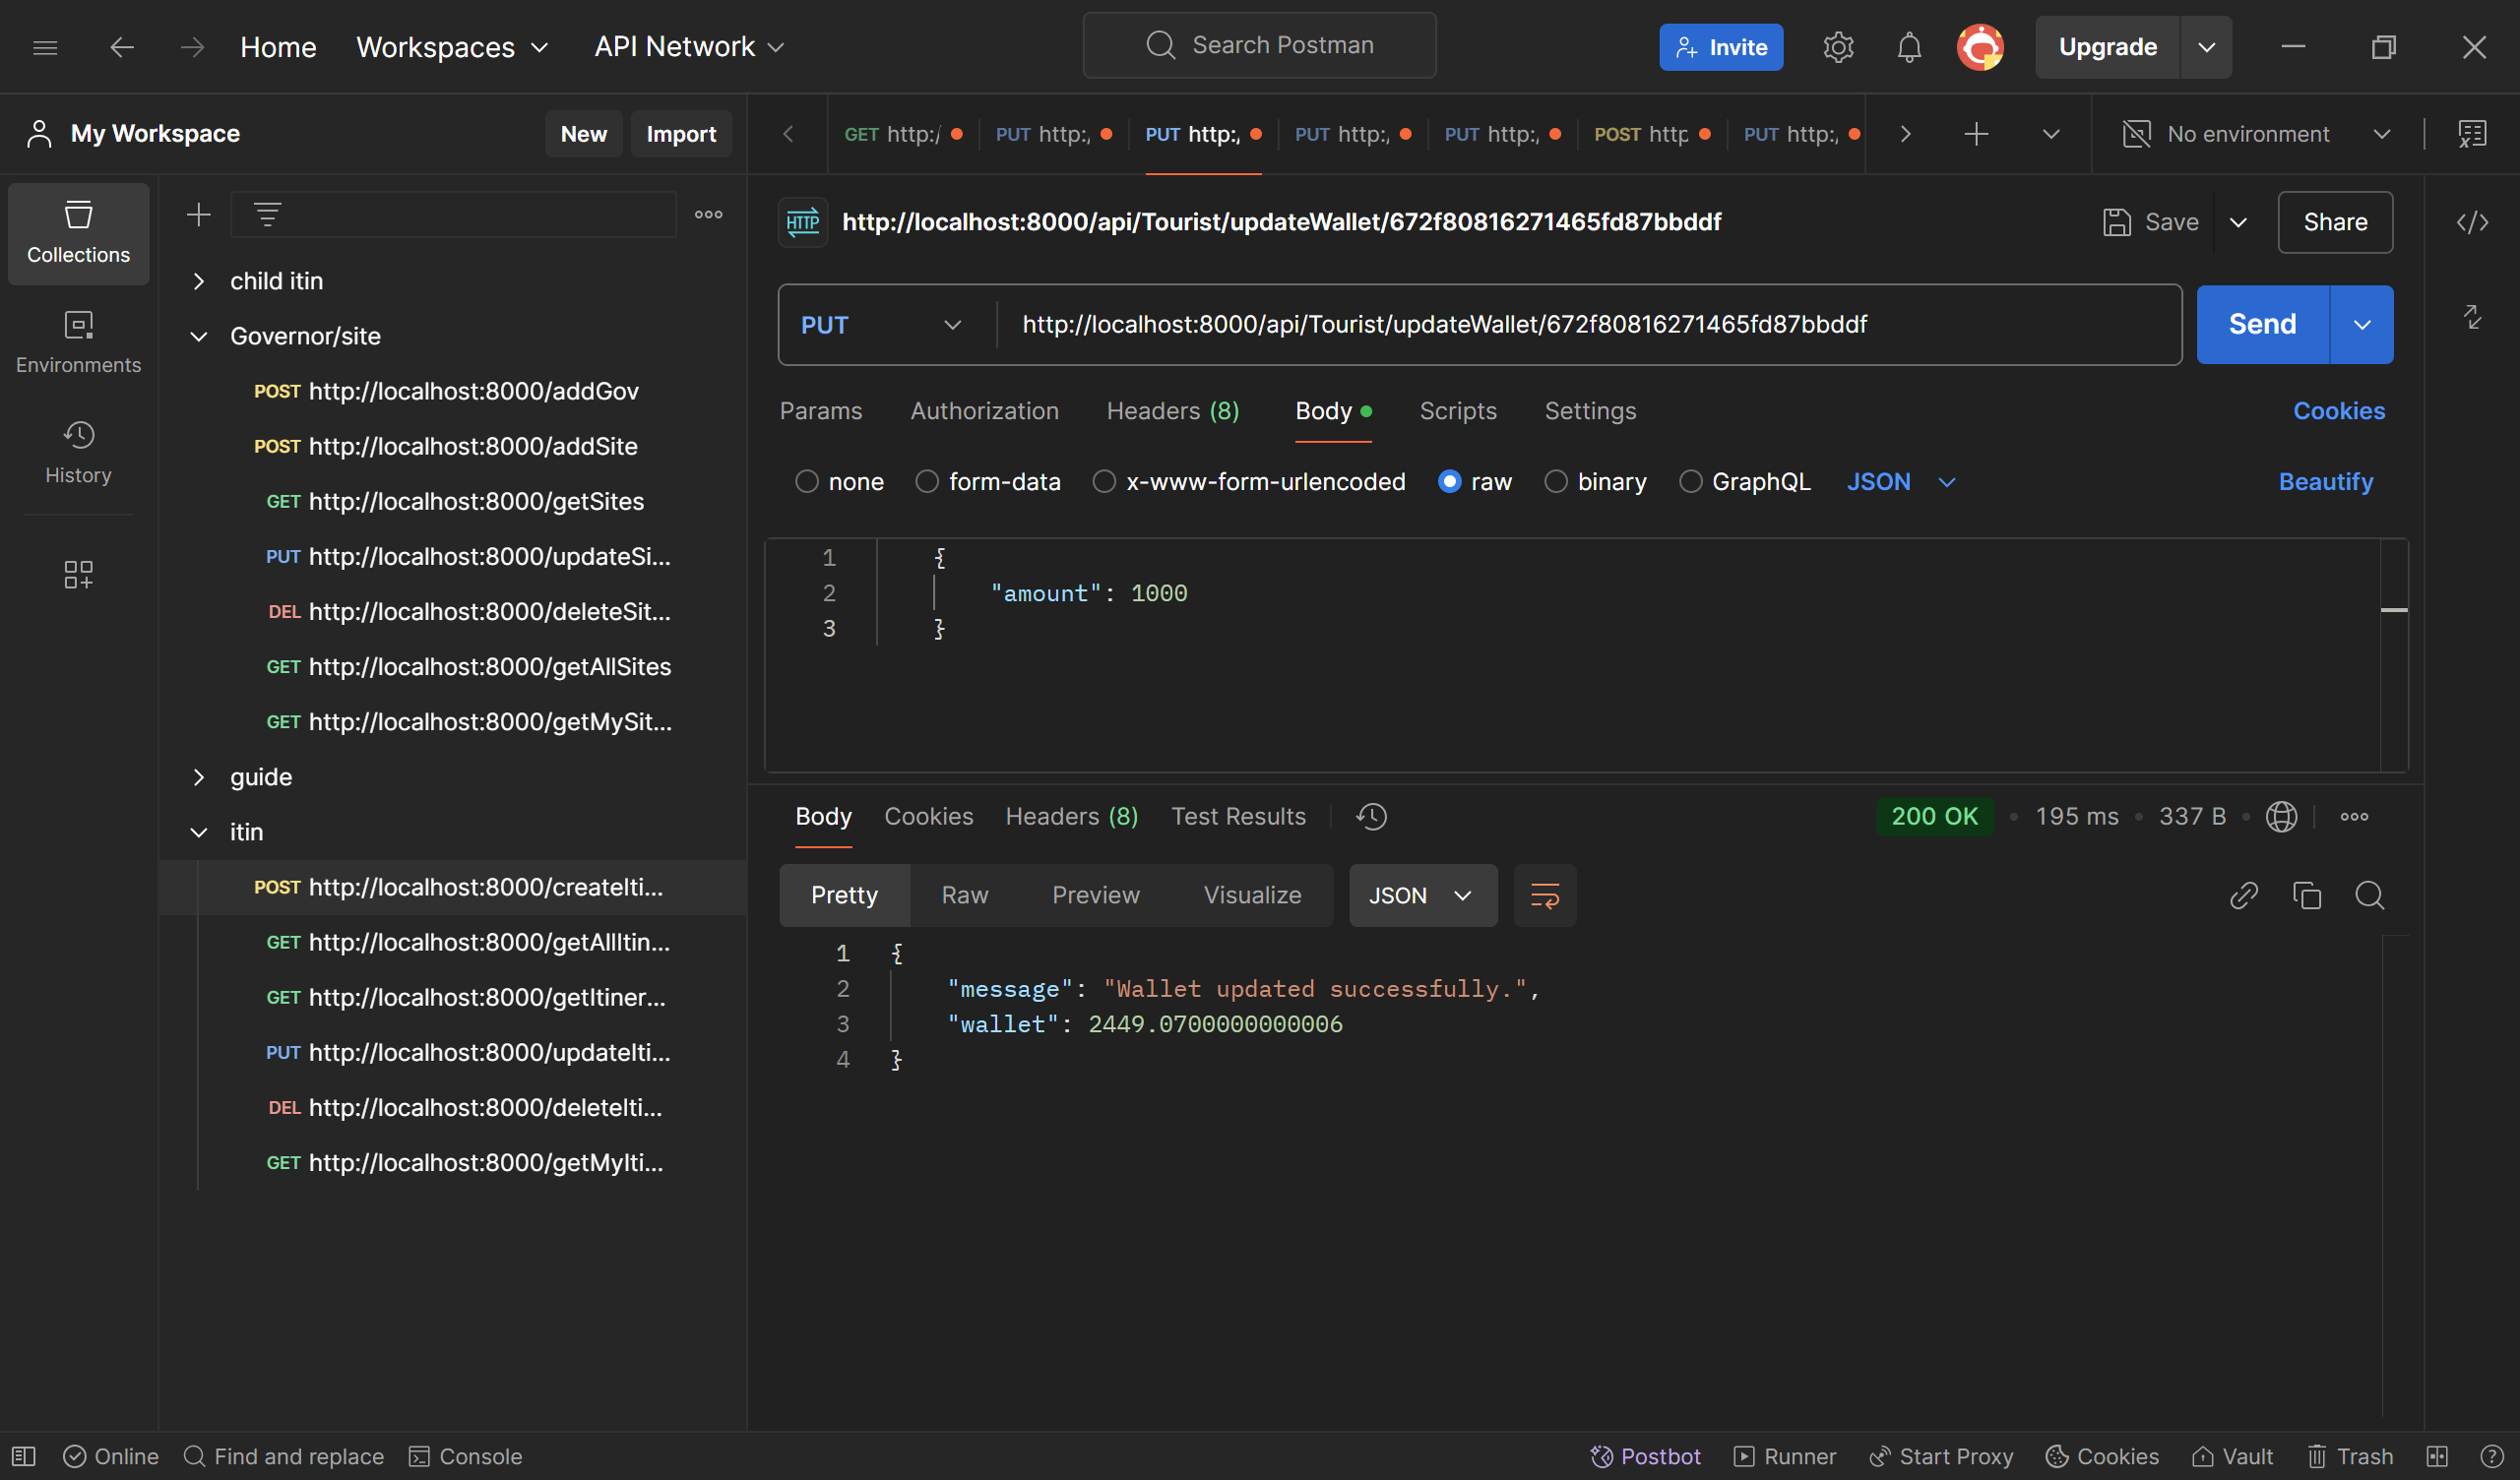 Home Workspaces API Network Search Postman Invite Upgrade
My Workspace New Import
GET http:/ PUT http:, PUT http:, PUT http:, PUT http:, POST http PUT http:, No environment
Collections
Environments
History
child itin
Governor/site
POST http://localhost:8000/addGov
POST http://localhost:8000/addSite
GET http://localhost:8000/getSites
PUT http://localhost:8000/updateSi...
DEL http://localhost:8000/deleteSit...
GET http://localhost:8000/getAllSites
GET http://localhost:8000/getMySit...
guide
itin
POST http://localhost:8000/createIti...
GET http://localhost:8000/getAllItin...
GET http://localhost:8000/getItiner...
PUT http://localhost:8000/updateIti...
DEL http://localhost:8000/deleteIti...
GET http://localhost:8000/getMyIti...
HTTP http://localhost:8000/api/Tourist/updateWallet/672f80816271465fd87bbddf Save Share
PUT http://localhost:8000/api/Tourist/updateWallet/672f80816271465fd87bbddf Send
Params Authorization Headers (8) Body Scripts Settings Cookies
none form-data x-www-form-urlencoded raw binary GraphQL JSON Beautify
1 {
2 "amount": 1000
3 }
Body Cookies Headers (8) Test Results 200 OK 195 ms 337 B
Pretty Raw Preview Visualize JSON
1 {
2 "message": "Wallet updated successfully.",
3 "wallet": 2449.0700000000006
4 }
Online Find and replace Console Postbot Runner Start Proxy Cookies Vault Trash